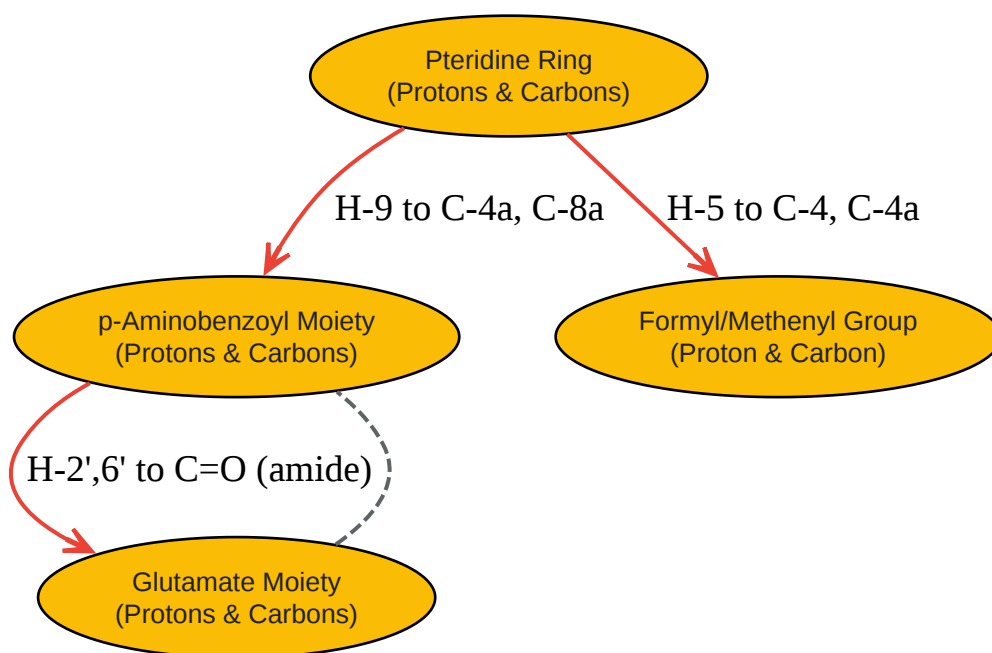 Pteridine Ring
(Protons & Carbons)
H-9 to C-4a, C-8a
H-5 to C-4, C-4a
p-Aminobenzoyl Moiety
(Protons & Carbons)
Formyl/Methenyl Group
(Proton & Carbon)
H-2',6' to C=O (amide)
Glutamate Moiety
(Protons & Carbons)